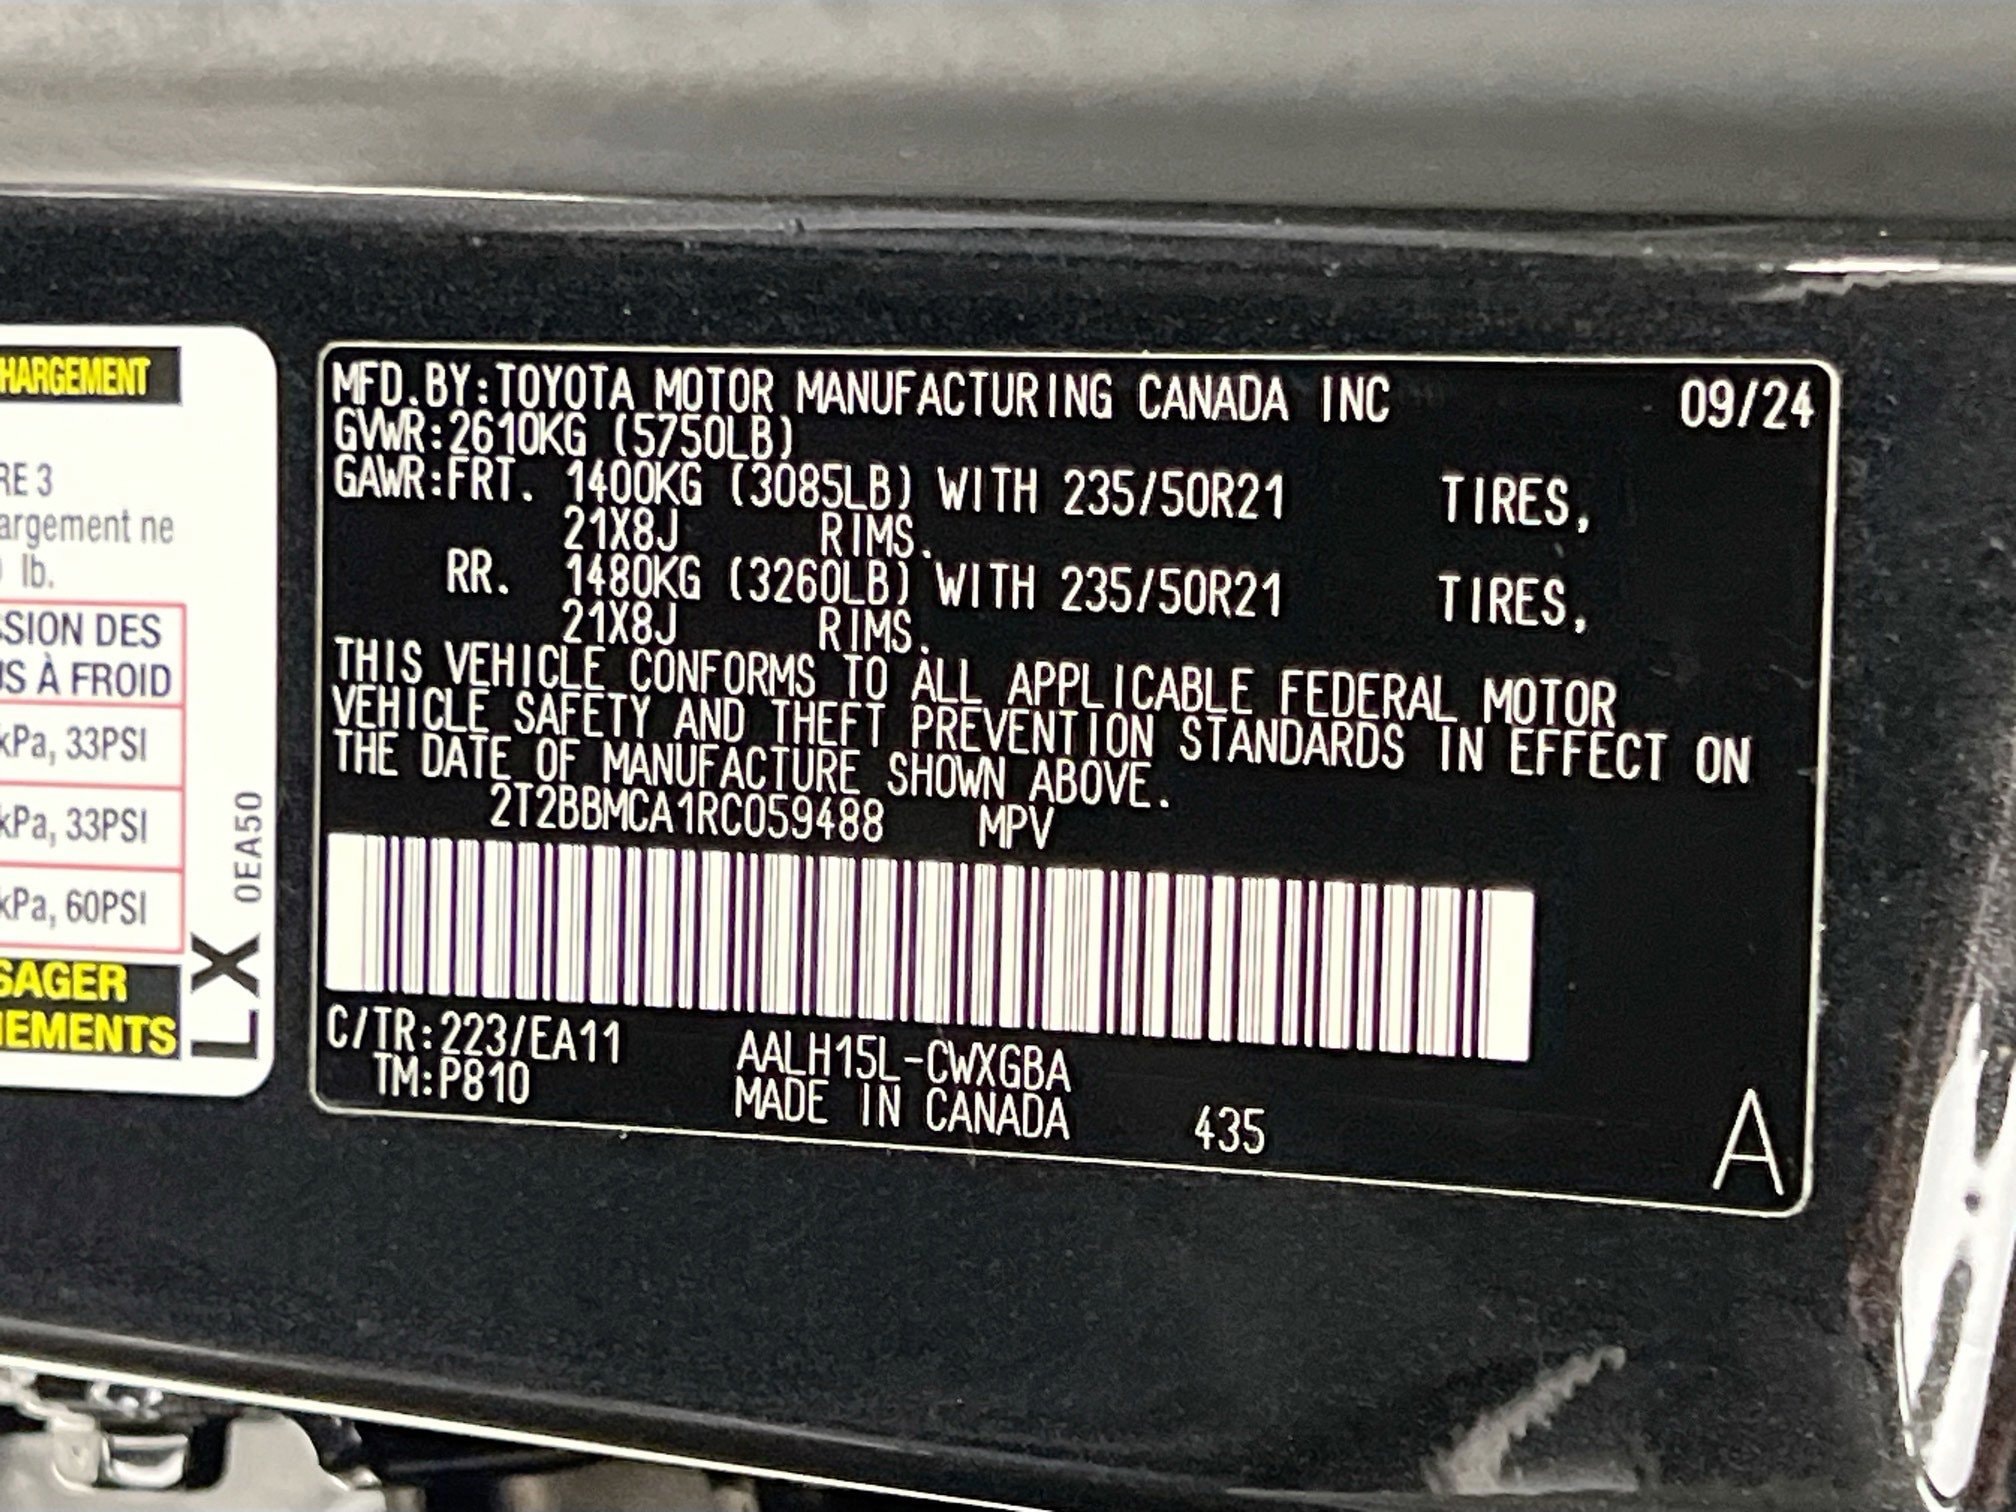 HARGEMENT
RE 3
argement ne
lb.
SSION DES
US À FROID
kPa, 33PSI
kPa, 33PSI
kPa, 60PSI
SAGER
EMENTS
LX 0EA50
MFD.BY:TOYOTA MOTOR MANUFACTURING CANADA INC 09/24
GVWR:2610KG (5750LB)
GAWR:FRT. 1400KG (3085LB) WITH 235/50R21 TIRES,
21X8J RIMS.
RR. 1480KG (3260LB) WITH 235/50R21 TIRES,
21X8J RIMS.
THIS VEHICLE CONFORMS TO ALL APPLICABLE FEDERAL MOTOR
VEHICLE SAFETY AND THEFT PREVENTION STANDARDS IN EFFECT ON
THE DATE OF MANUFACTURE SHOWN ABOVE.
2T2BBMCA1RC059488 MPV
C/TR:223/EA11 AALH15L-CWXGBA
TM:P810 MADE IN CANADA 435
A